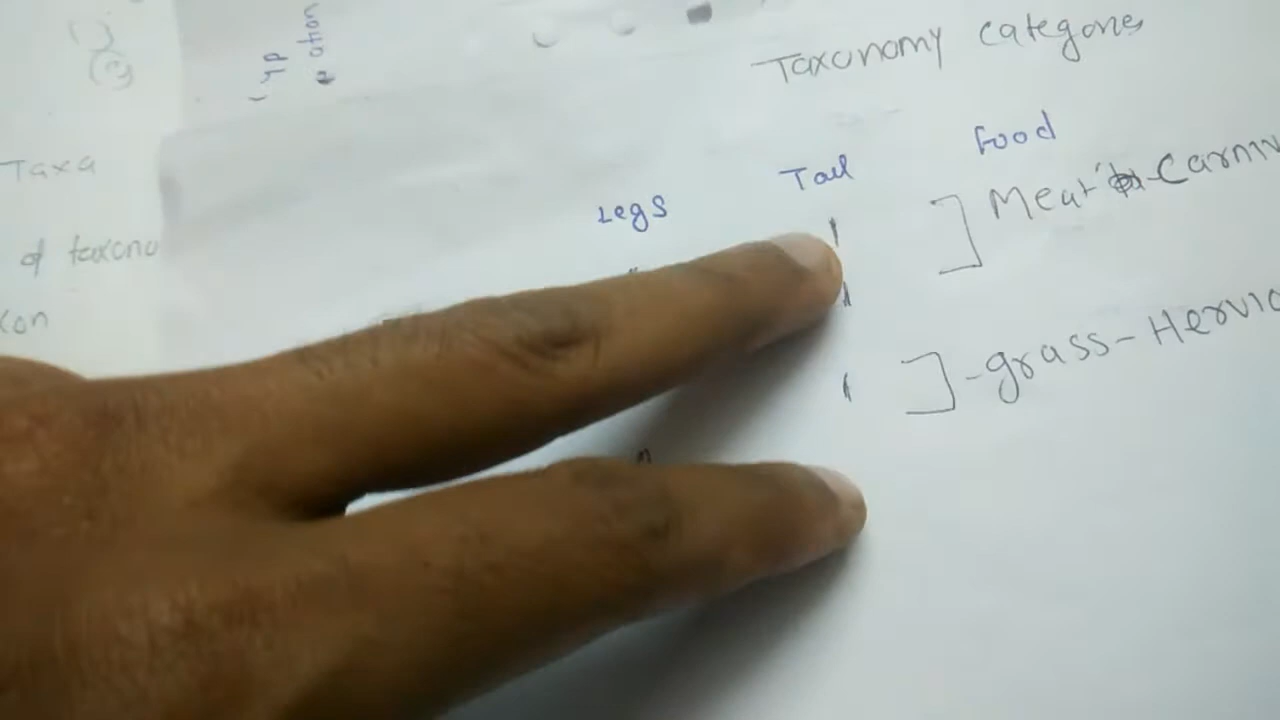 Taxonomy categories
Taxa
of taxono
Legs Tail Food
Meat - Carniv
]-grass-Hervio